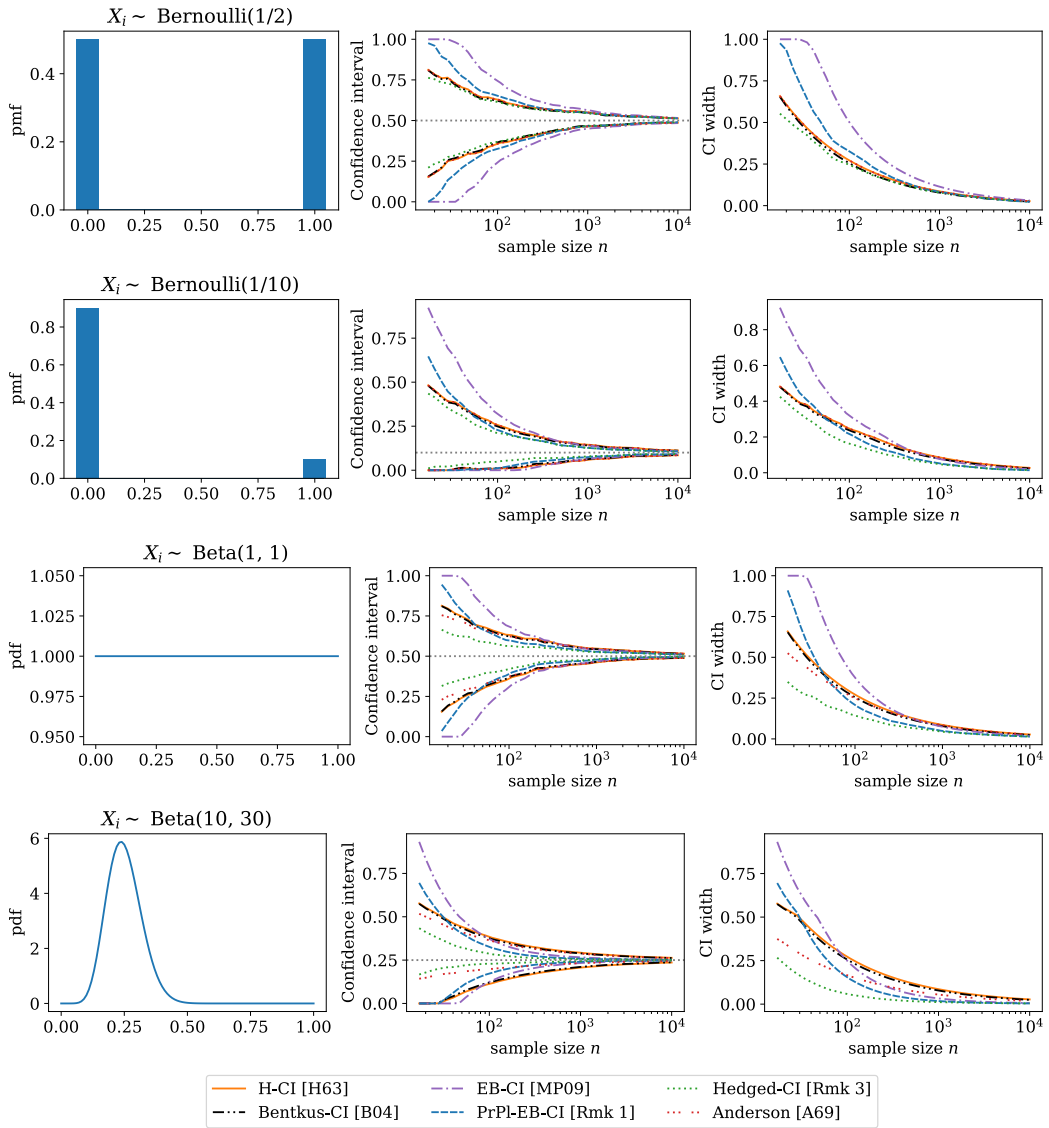 X_i ∼ Bernoulli(1/2)
pmf
0.4
0.2
0.0
0.00 0.25 0.50 0.75 1.00
Confidence interval
1.00
0.75
0.50
0.25
0.00
10² 10³ 10⁴
sample size n
CI width
1.00
0.75
0.50
0.25
0.00
10² 10³ 10⁴
sample size n
X_i ∼ Bernoulli(1/10)
pmf
0.8
0.6
0.4
0.2
0.0
0.00 0.25 0.50 0.75 1.00
Confidence interval
1.00
0.75
0.50
0.25
0.00
10² 10³ 10⁴
sample size n
CI width
0.8
0.6
0.4
0.2
0.0
10² 10³ 10⁴
sample size n
X_i ∼ Beta(1, 1)
pdf
1.050
1.025
1.000
0.975
0.950
0.00 0.25 0.50 0.75 1.00
Confidence interval
1.00
0.75
0.50
0.25
0.00
10² 10³ 10⁴
sample size n
CI width
1.00
0.75
0.50
0.25
0.00
10² 10³ 10⁴
sample size n
X_i ∼ Beta(10, 30)
pdf
6
4
2
0
0.00 0.25 0.50 0.75 1.00
Confidence interval
1.00
0.75
0.50
0.25
0.00
10² 10³ 10⁴
sample size n
CI width
0.75
0.50
0.25
0.00
10² 10³ 10⁴
sample size n
H-CI [H63] EB-CI [MP09] Hedged-CI [Rmk 3]
Bentkus-CI [B04] PrPl-EB-CI [Rmk 1] Anderson [A69]